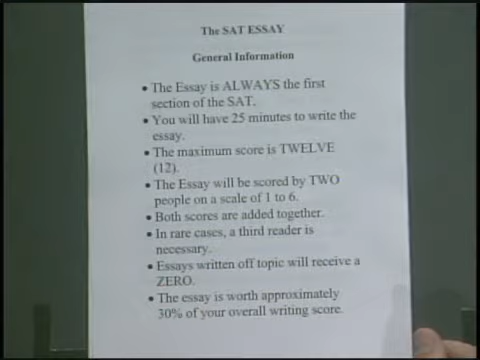 The SAT ESSAY
General Information
• The Essay is ALWAYS the first
section of the SAT.
• You will have 25 minutes to write the
essay.
• The maximum score is TWELVE
(12).
• The Essay will be scored by TWO
people on a scale of 1 to 6.
• Both scores are added together.
• In rare cases, a third reader is
necessary.
• Essays written off topic will receive a
ZERO.
• The essay is worth approximately
30% of your overall writing score.